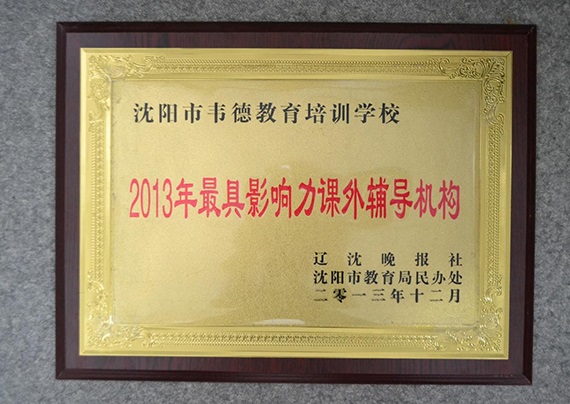 沈阳市韦德教育培训学校
2013年最具影响力课外辅导机构
辽沈晚报社
沈阳市教育局民办处
二零一三年十二月